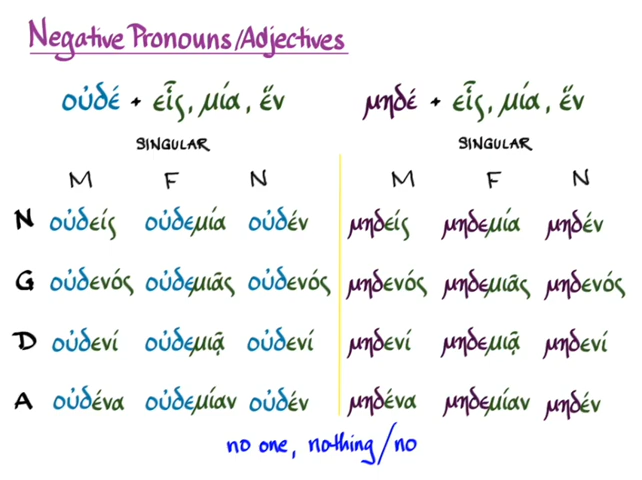 Negative Pronouns/Adjectives
οὐδέ + εἷς, μία, ἕν μηδέ + εἷς, μία, ἕν
SINGULAR SINGULAR
M F N M F N
N οὐδείς οὐδεμία οὐδέν μηδείς μηδεμία μηδέν
G οὐδενός οὐδεμιᾶς οὐδενός μηδενός μηδεμιᾶς μηδενός
D οὐδενί οὐδεμιᾷ οὐδενί μηδενί μηδεμιᾷ μηδενί
A οὐδένα οὐδεμίαν οὐδέν μηδένα μηδεμίαν μηδέν
no one, nothing/no